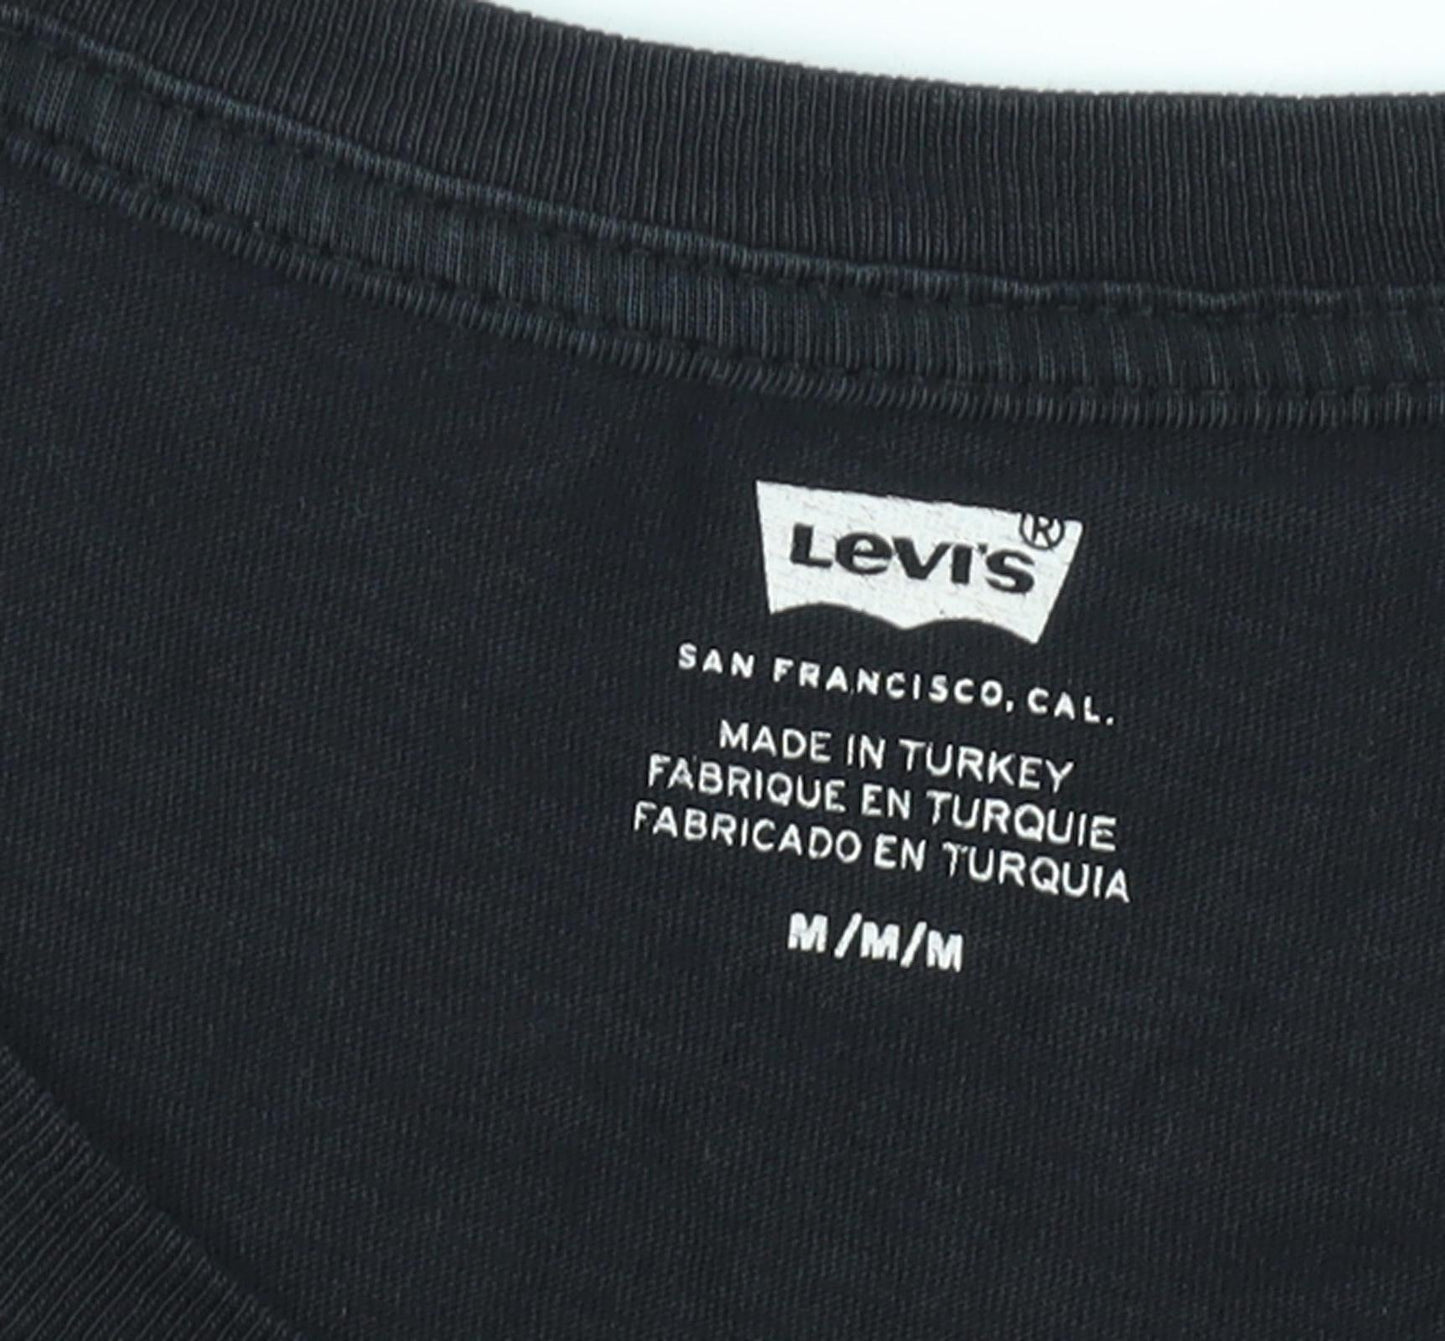 Levi's®
SAN FRANCISCO, CAL.
MADE IN TURKEY
FABRIQUE EN TURQUIE
FABRICADO EN TURQUIA
M/M/M